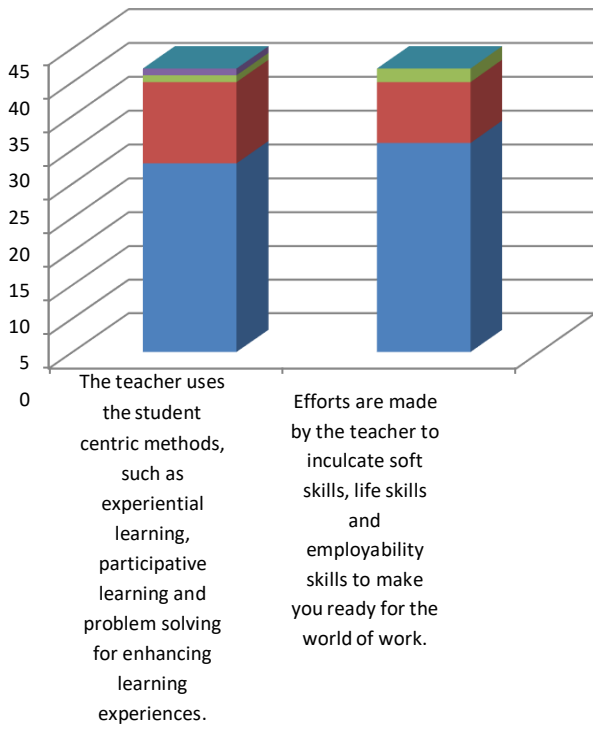 45
40
35
30
25
20
15
10
5
0
The teacher uses
the student
centric methods,
such as
experiential
learning,
participative
learning and
problem solving
for enhancing
learning
experiences.
Efforts are made
by the teacher to
inculcate soft
skills, life skills
and
employability
skills to make
you ready for the
world of work.